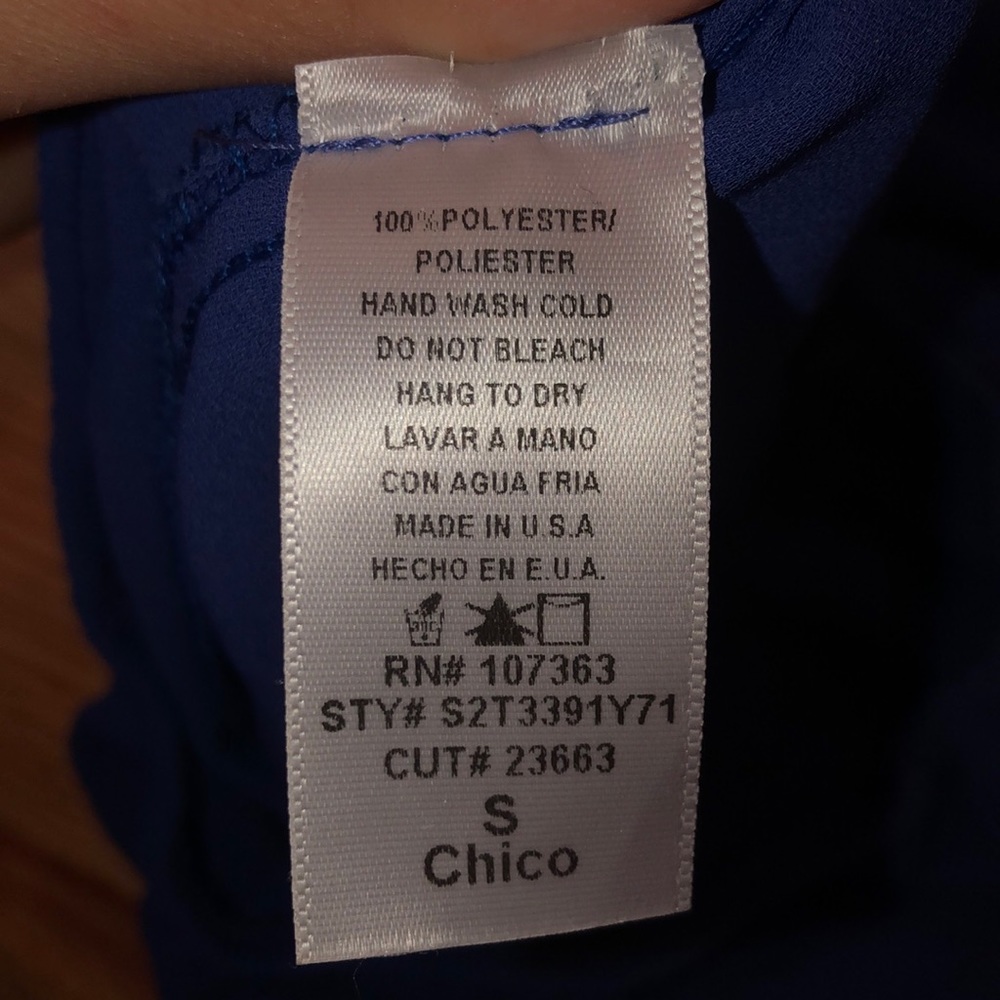 100%POLYESTER/
POLIESTER
HAND WASH COLD
DO NOT BLEACH
HANG TO DRY
LAVAR A MANO
CON AGUA FRIA
MADE IN U.S.A
HECHO EN E.U.A.
RN# 107363
STY# S2T3391Y71
CUT# 23663
S
Chico